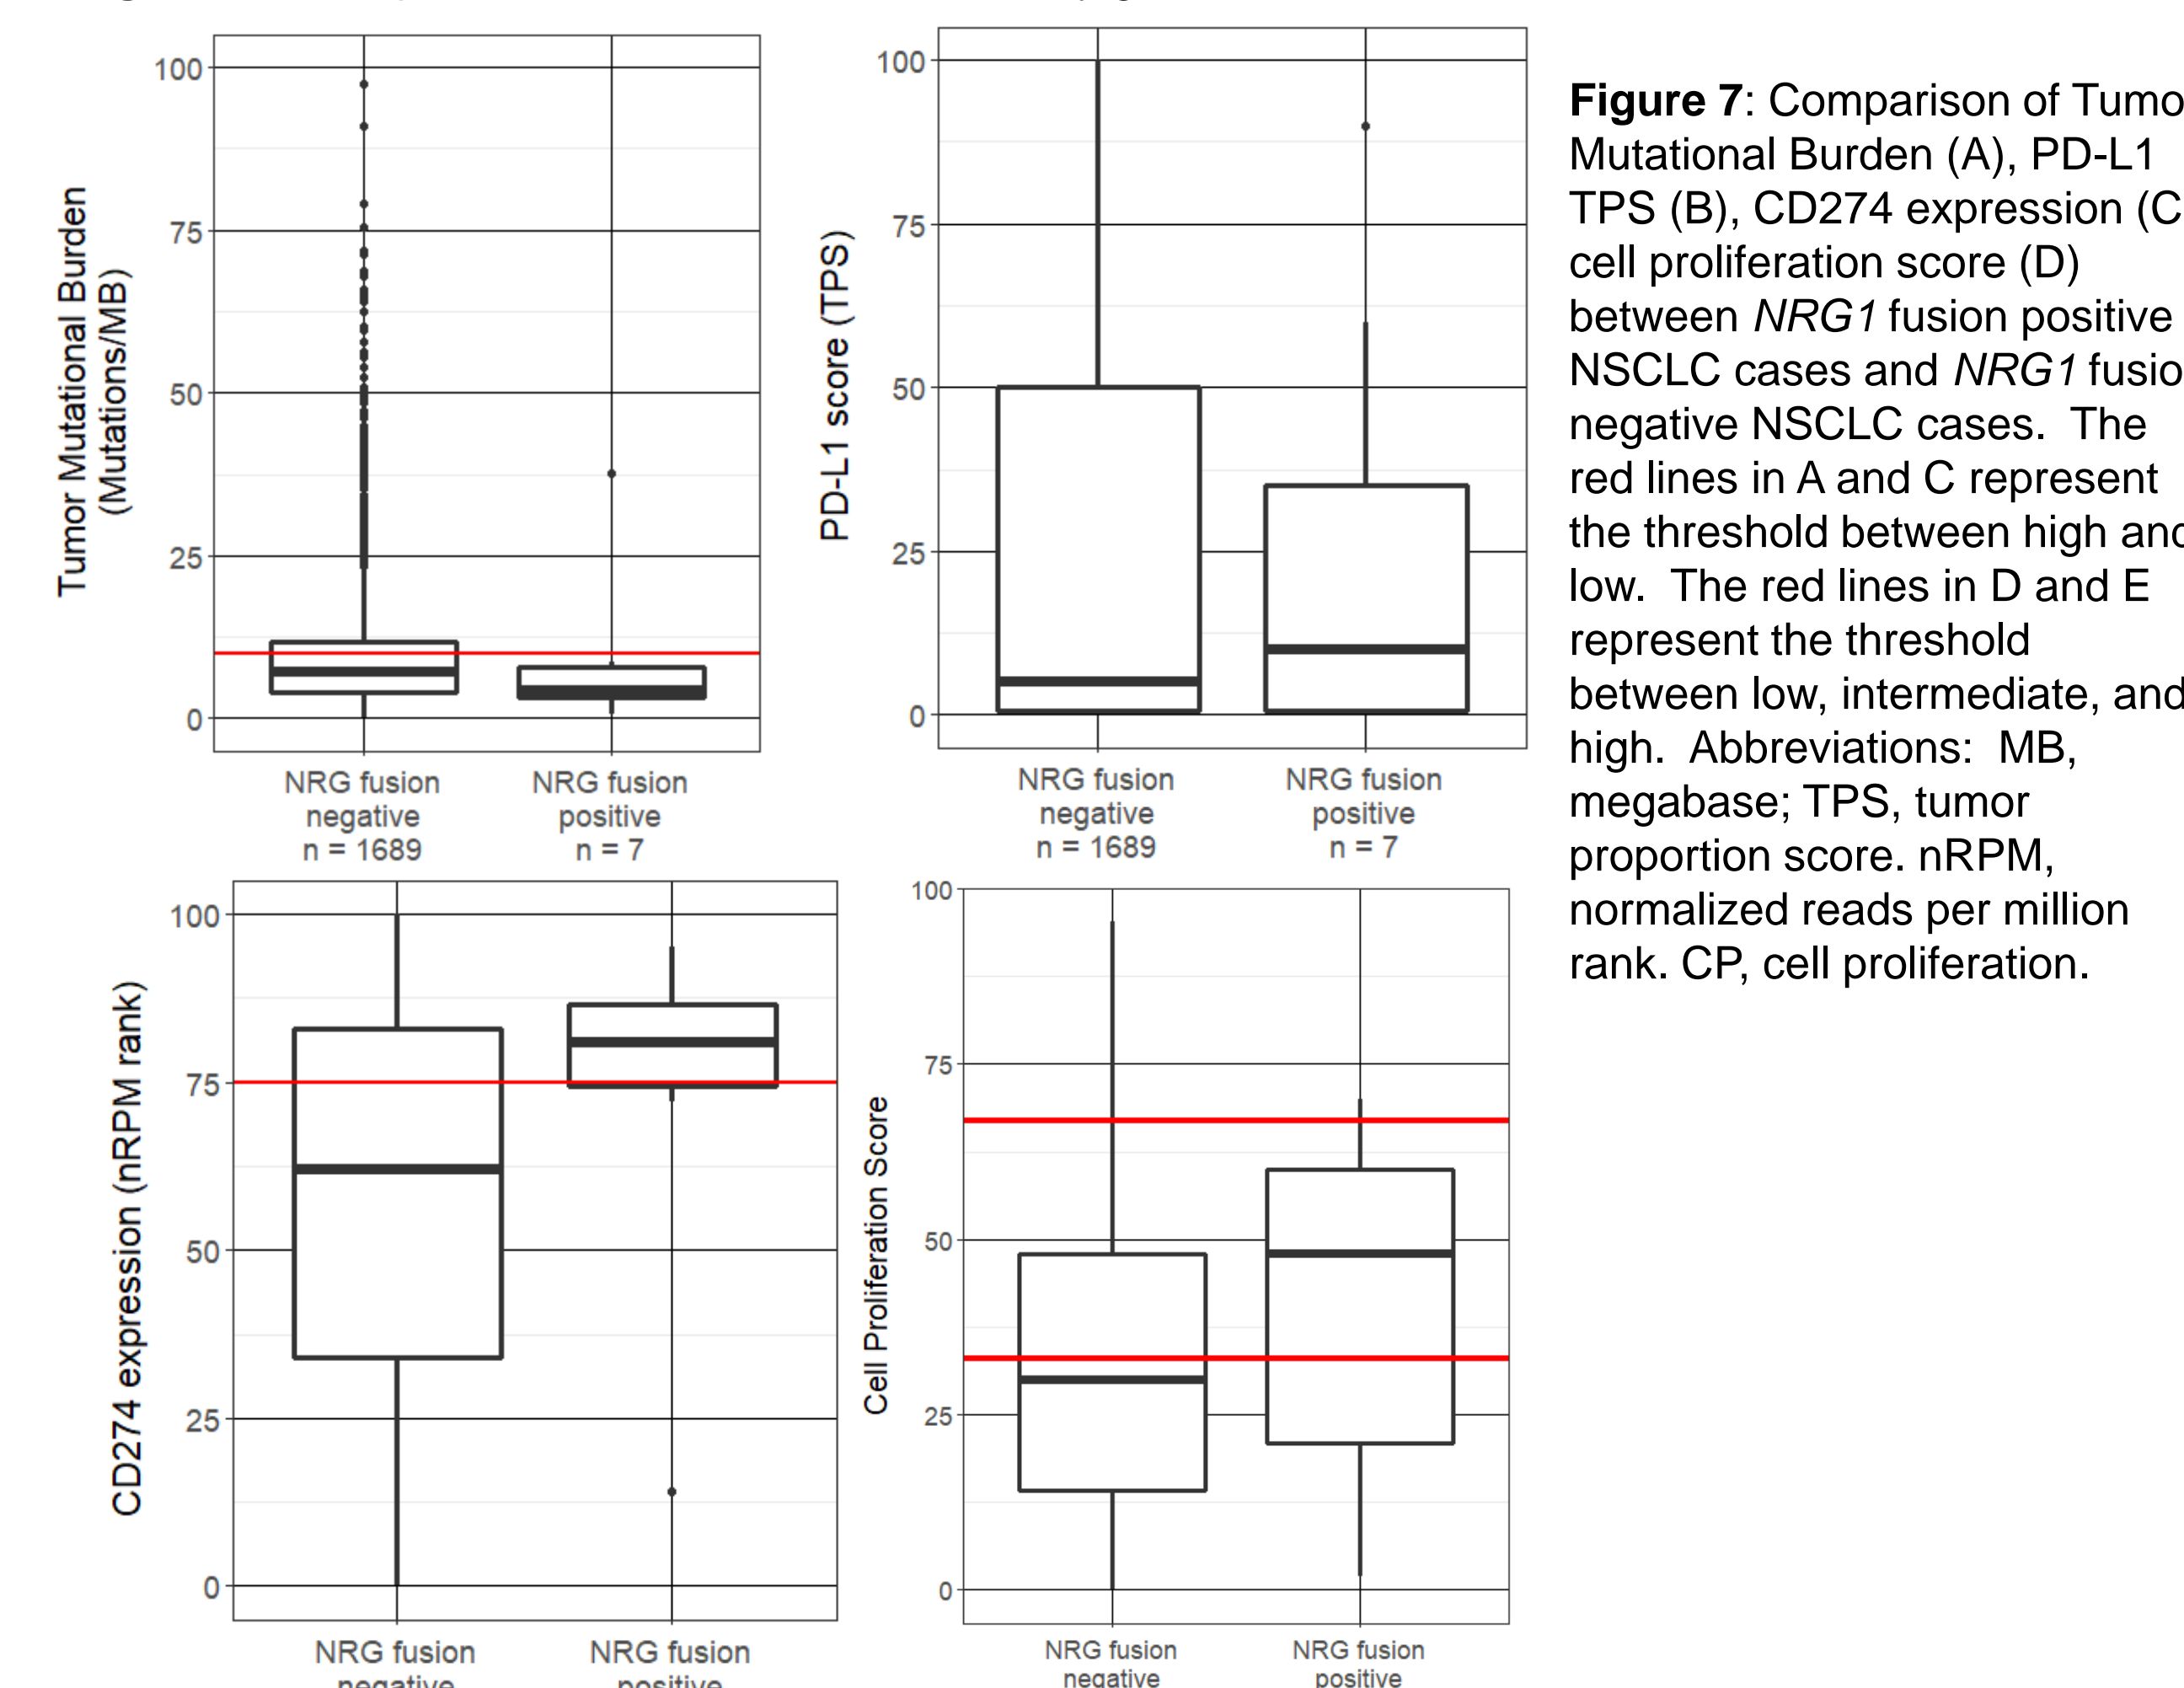 100
75
50
25
0
Tumor Mutational Burden
(Mutations/MB)
NRG fusion
negative
n = 1689
NRG fusion
positive
n = 7
100
75
50
25
0
PD-L1 score (TPS)
NRG fusion
negative
n = 1689
NRG fusion
positive
n = 7
100
75
50
25
0
CD274 expression (nRPM rank)
NRG fusion
negative
NRG fusion
positive
100
75
50
25
0
Cell Proliferation Score
NRG fusion
negative
NRG fusion
positive
Figure 7: Comparison of Tumo
Mutational Burden (A), PD-L1
TPS (B), CD274 expression (C
cell proliferation score (D)
between NRG1 fusion positive
NSCLC cases and NRG1 fusio
negative NSCLC cases. The
red lines in A and C represent
the threshold between high and
low. The red lines in D and E
represent the threshold
between low, intermediate, and
high. Abbreviations: MB,
megabase; TPS, tumor
proportion score. nRPM,
normalized reads per million
rank. CP, cell proliferation.